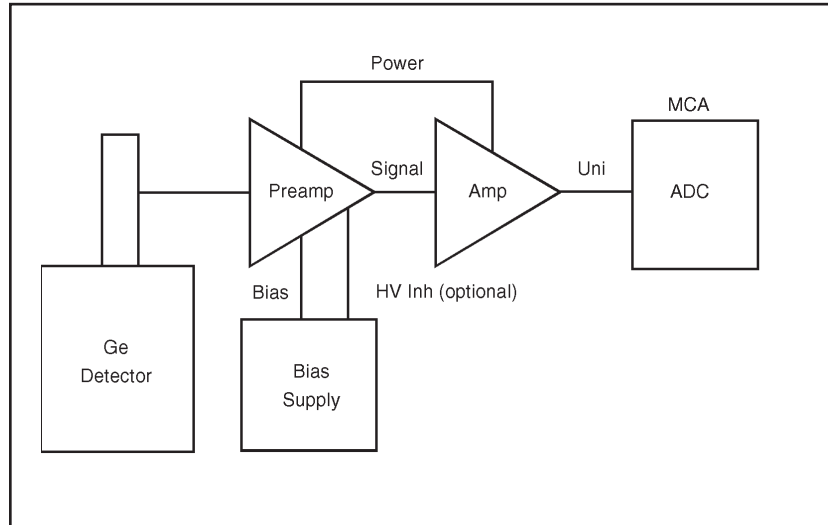 Power
MCA
Preamp
Signal
Amp
Uni
ADC
Bias
HV Inh (optional)
Ge
Detector
Bias
Supply